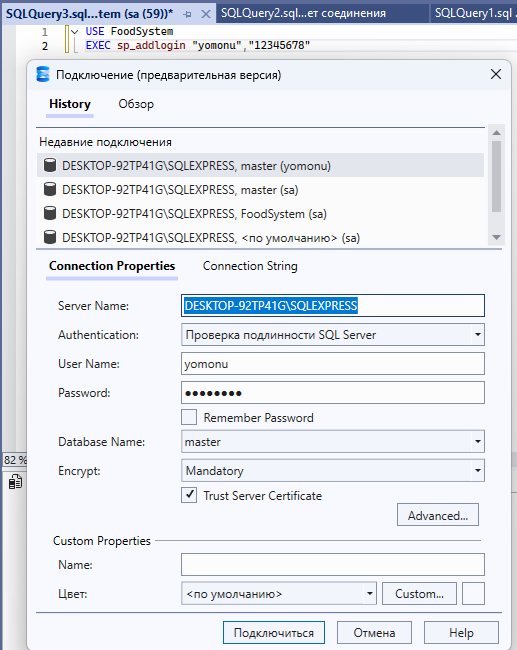 SQLQuery3.sql...tem (sa (59))* SQLQuery2.sql...ет соединения SQLQuery1.sql
1 USE FoodSystem
2 EXEC sp_addlogin "yomonu","12345678"
Подключение (предварительная версия)
History Обзор
Недавние подключения
DESKTOP-92TP41G\SQLEXPRESS, master (yomonu)
DESKTOP-92TP41G\SQLEXPRESS, master (sa)
DESKTOP-92TP41G\SQLEXPRESS, FoodSystem (sa)
DESKTOP-92TP41G\SQLEXPRESS, <по умолчанию> (sa)
Connection Properties Connection String
Server Name: DESKTOP-92TP41G\SQLEXPRESS
Authentication: Проверка подлинности SQL Server
User Name: yomonu
Password: ●●●●●●●●
Remember Password
Database Name: master
82 %
Encrypt: Mandatory
Trust Server Certificate
Advanced...
Custom Properties
Name:
Цвет: <по умолчанию> Custom...
Подключиться Отмена Help